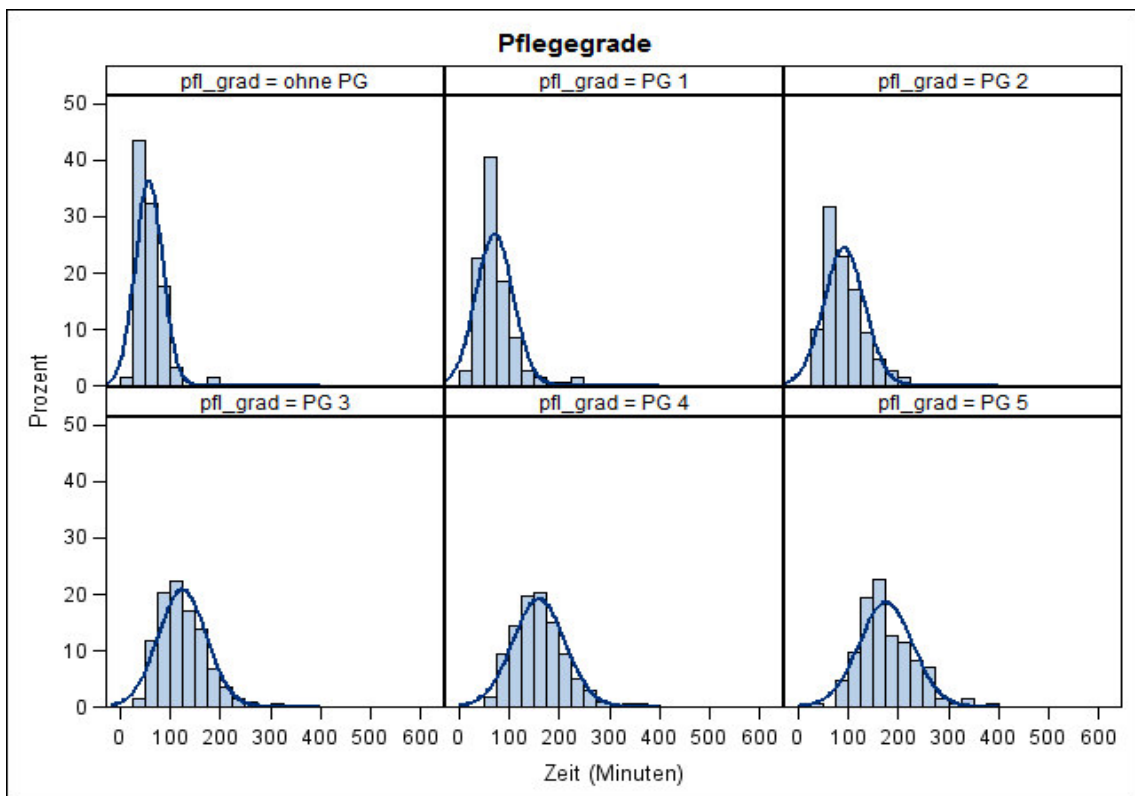 Pflegegrade
pfl_grad = ohne PG
pfl_grad = PG 1
pfl_grad = PG 2
50
40
30
20
10
0
Prozent
pfl_grad = PG 3
pfl_grad = PG 4
pfl_grad = PG 5
50
40
30
20
10
0
0 100 200 300 400 500 600
0 100 200 300 400 500 600
0 100 200 300 400 500 600
Zeit (Minuten)